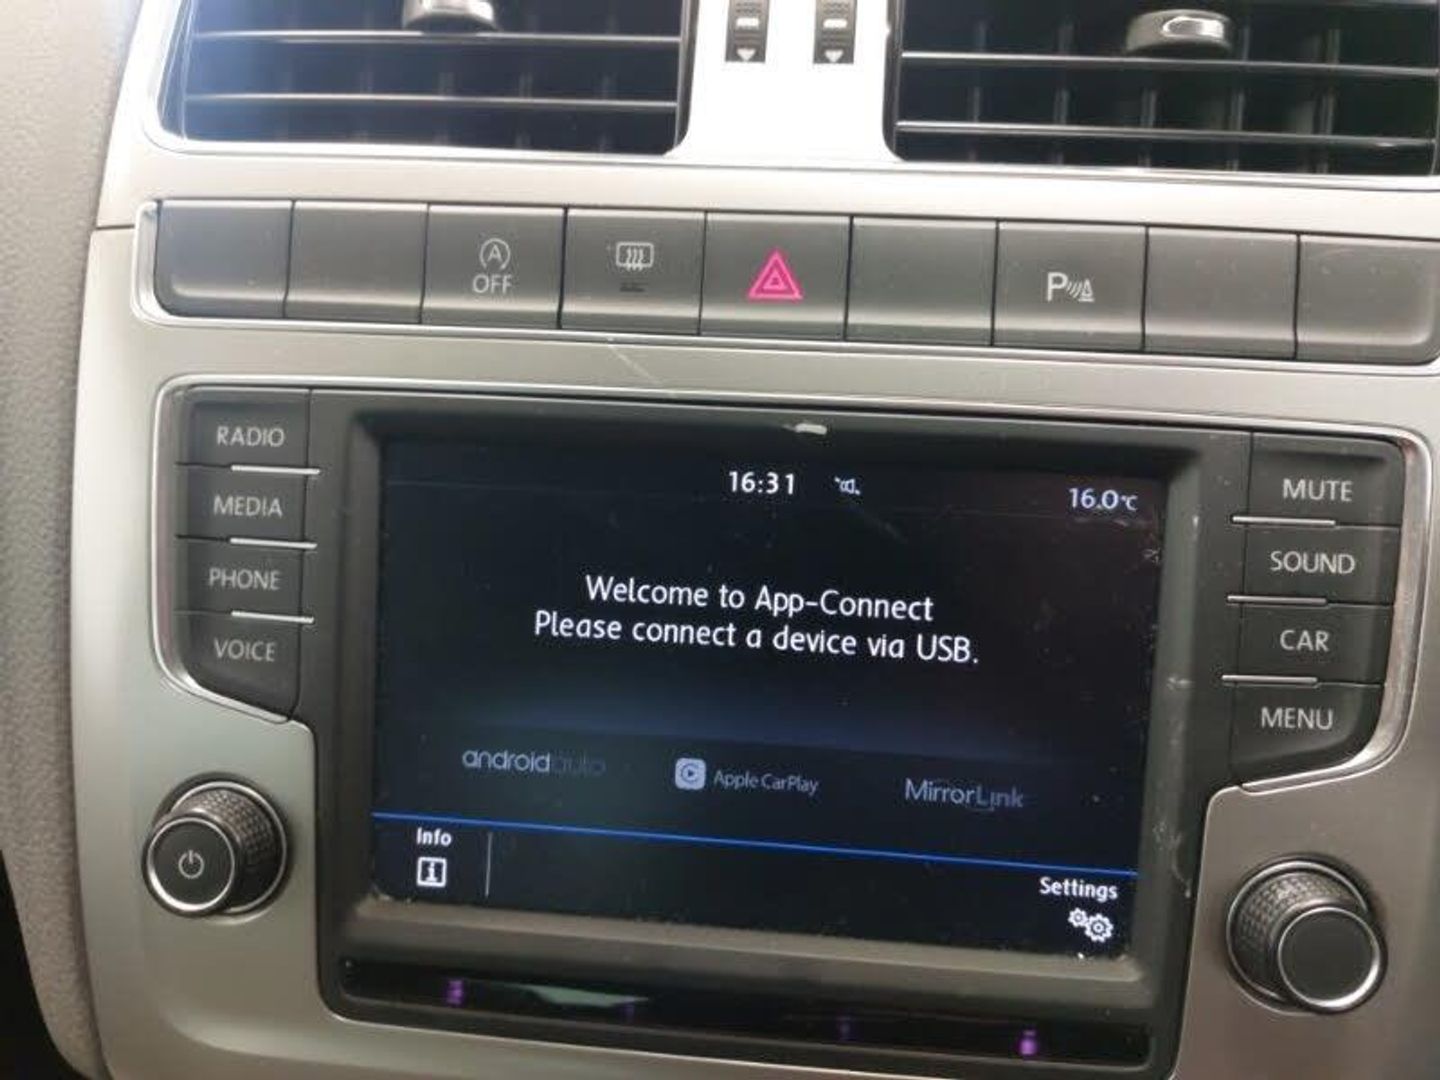 A
OFF
P
RADIO
MEDIA
PHONE
VOICE
16:31
16.0°C
Welcome to App-Connect
Please connect a device via USB.
androidauto
Apple CarPlay
MirrorLink
Info
i
Settings
MUTE
SOUND
CAR
MENU